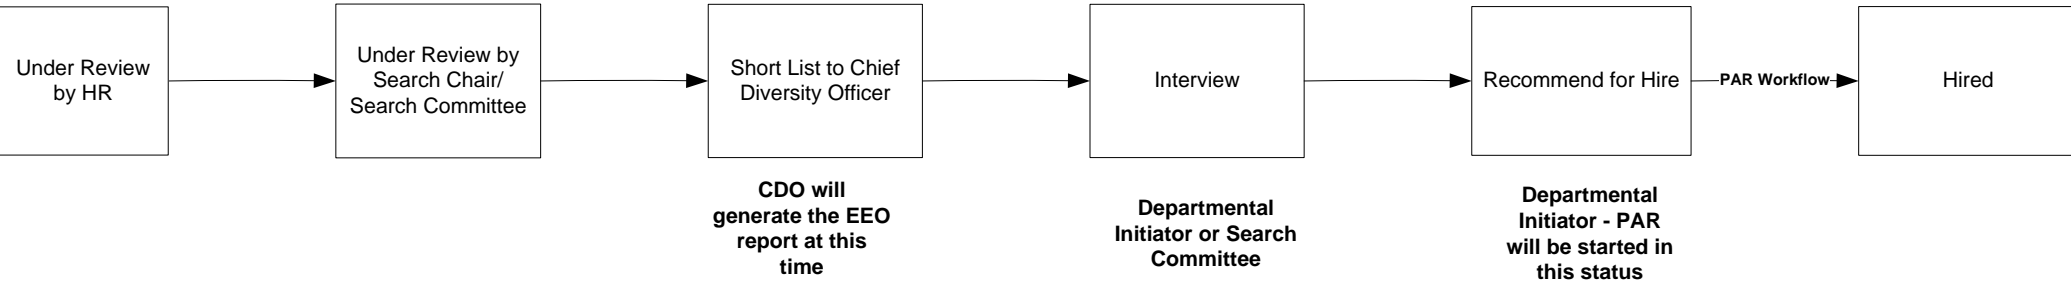 Under Review
by HR
Under Review by
Search Chair/
Search Committee
Short List to Chief
Diversity Officer
Interview
Recommend for Hire
PAR Workflow
Hired
CDO will
generate the EEO
report at this
time
Departmental
Initiator or Search
Committee
Departmental
Initiator - PAR
will be started in
this status